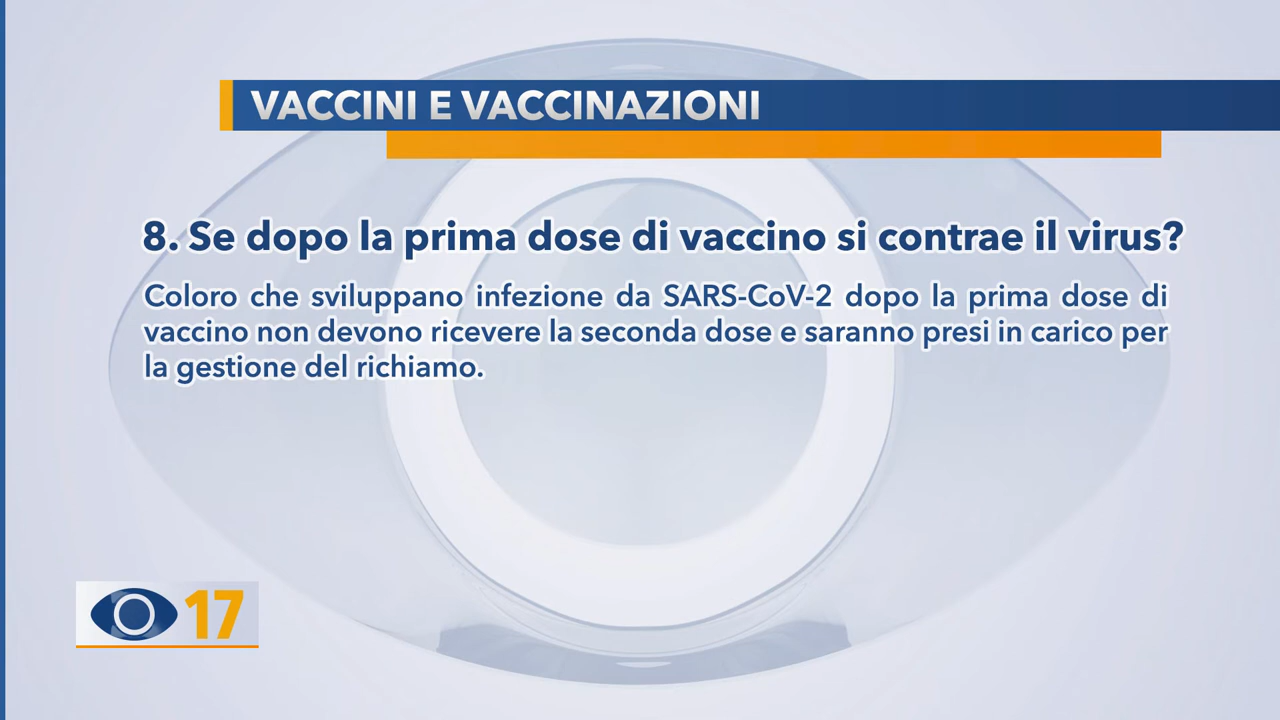 VACCINI E VACCINAZIONI
8. Se dopo la prima dose di vaccino si contrae il virus?
Coloro che sviluppano infezione da SARS-CoV-2 dopo la prima dose di
vaccino non devono ricevere la seconda dose e saranno presi in carico per
la gestione del richiamo.
17